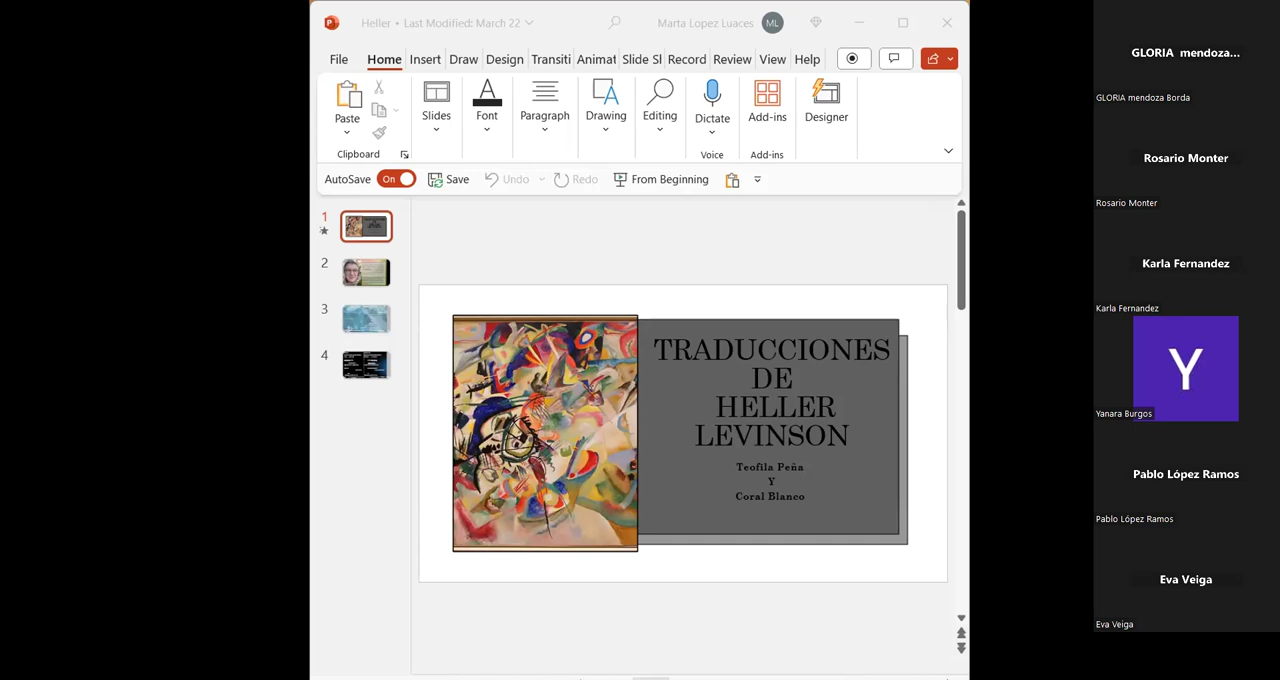 Heller • Last Modified: March 22
Marta Lopez Luaces
ML
File Home Insert Draw Design Transiti Animat Slide Sl Record Review View Help
Paste
Slides
Font
Paragraph
Drawing
Editing
Dictate
Add-ins
Designer
Clipboard
Voice
Add-ins
AutoSave On Save Undo Redo From Beginning
1
2
3
4
TRADUCCIONES
DE
HELLER
LEVINSON
Teofila Peña
Y
Coral Blanco
GLORIA mendoza...
GLORIA mendoza Borda
Rosario Monter
Rosario Monter
Karla Fernandez
Karla Fernandez
Y
Yanara Burgos
Pablo López Ramos
Pablo López Ramos
Eva Veiga
Eva Veiga